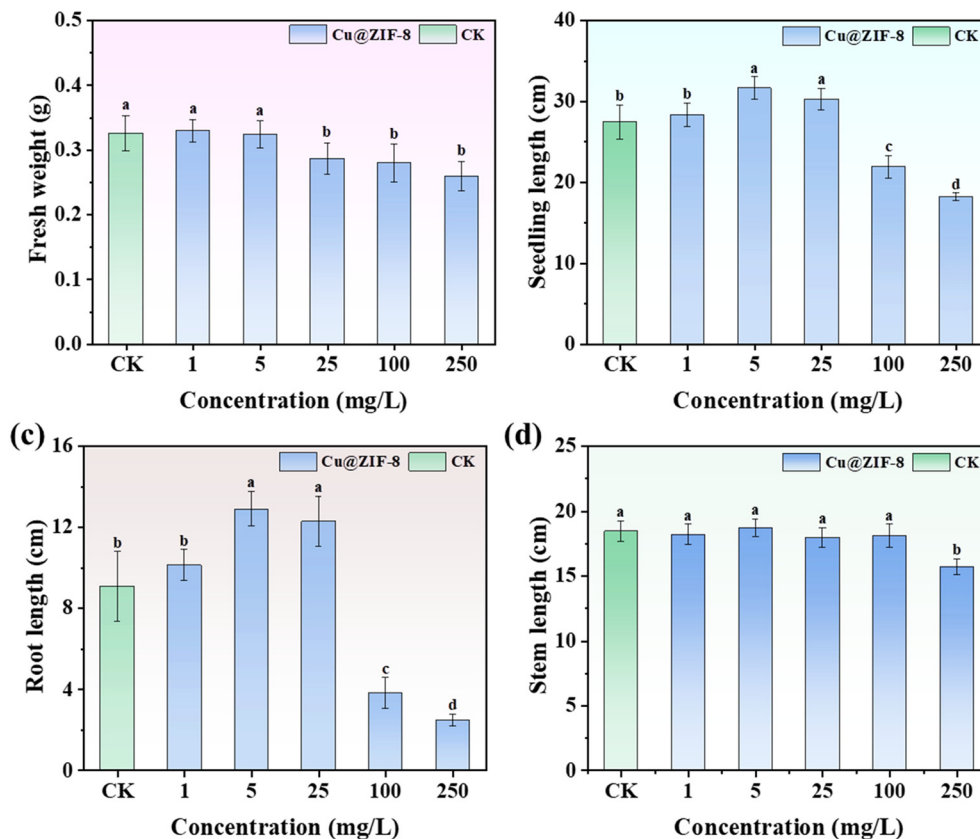 Fresh weight (g)
0.5
0.4
0.3
0.2
0.1
0.0
Cu@ZIF-8 CK
a a a b b b
CK 1 5 25 100 250
Concentration (mg/L)
Seedling length (cm)
40
30
20
10
0
Cu@ZIF-8 CK
b b a a c d
CK 1 5 25 100 250
Concentration (mg/L)
(c)
Root length (cm)
16
12
8
4
0
Cu@ZIF-8 CK
b b a a c d
CK 1 5 25 100 250
Concentration (mg/L)
(d)
Stem length (cm)
25
20
15
10
5
0
Cu@ZIF-8 CK
a a a a a b
CK 1 5 25 100 250
Concentration (mg/L)